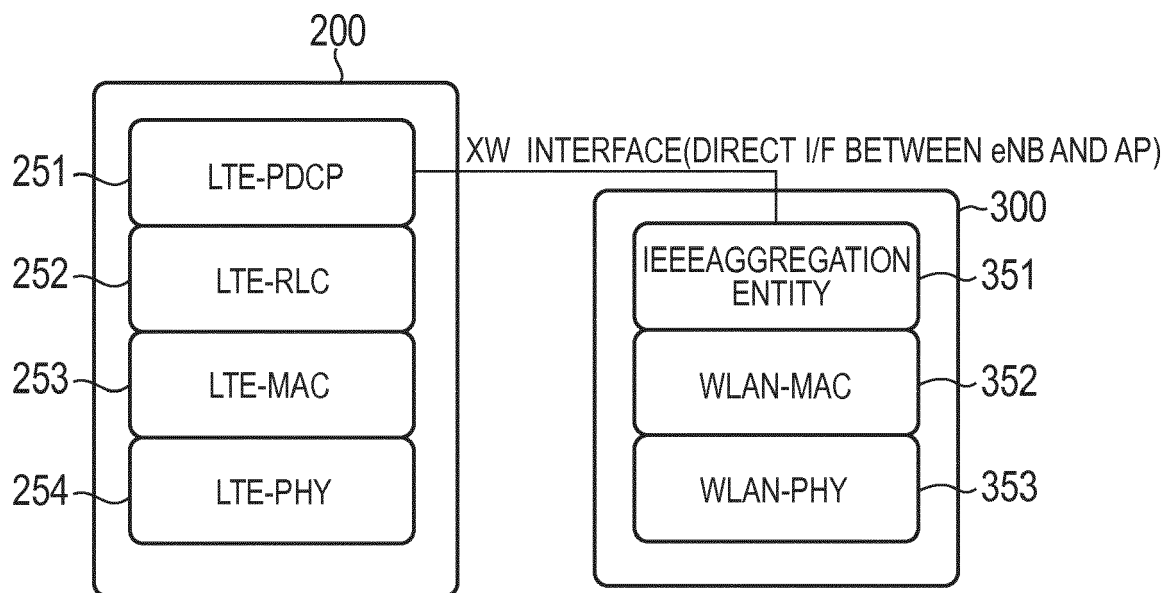 200
XW INTERFACE(DIRECT I/F BETWEEN eNB AND AP)
251
LTE-PDCP
252
LTE-RLC
253
LTE-MAC
254
LTE-PHY
300
IEEEAGGREGATION
ENTITY
351
WLAN-MAC
352
WLAN-PHY
353